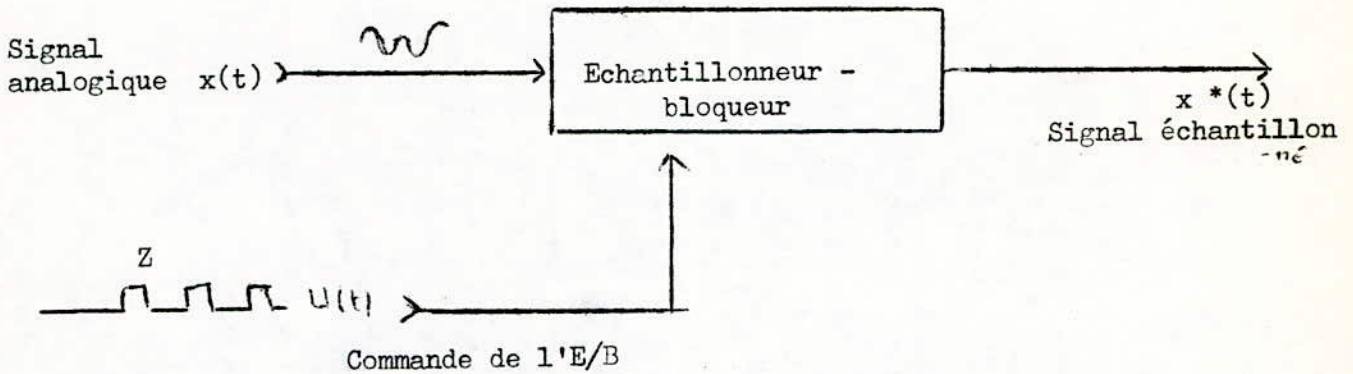 Signal
analogique x(t)
Echantillonneur -
bloqueur
x *(t)
Signal échantillon
-né
Z
U(t)
Commande de l'E/B